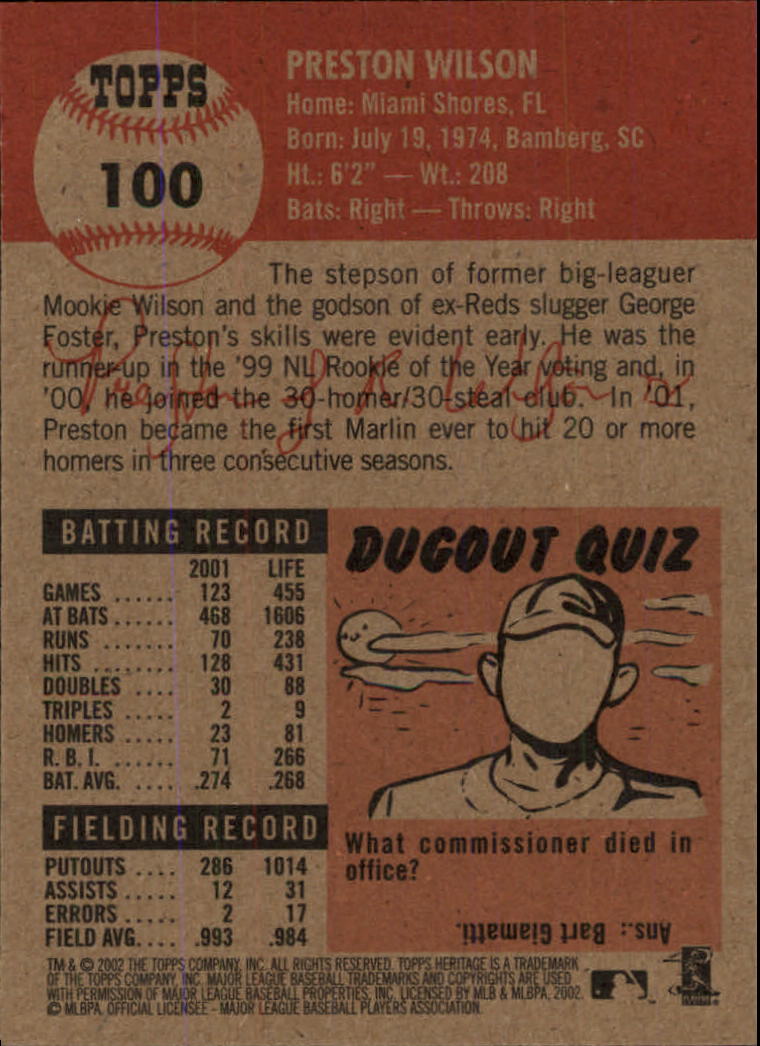 TOPPS
100
PRESTON WILSON
Home: Miami Shores, FL
Born: July 19, 1974, Bamberg, SC
Ht.: 6'2" — Wt.: 208
Bats: Right — Throws: Right
The stepson of former big-leaguer
Mookie Wilson and the godson of ex-Reds slugger George
Foster, Preston's skills were evident early. He was the
runner-up in the '99 NL Rookie of the Year voting and, in
'00, he joined the 30-homer/30-steal club. In '01,
Preston became the first Marlin ever to hit 20 or more
homers in three consecutive seasons.
BATTING RECORD
2001 LIFE
GAMES ...... 123 455
AT BATS ...... 468 1606
RUNS ....... 70 238
HITS ........ 128 431
DOUBLES .... 30 88
TRIPLES ..... 2 9
HOMERS ..... 23 81
R. B. I. ...... 71 266
BAT. AVG. .... .274 .268
FIELDING RECORD
PUTOUTS .... 286 1014
ASSISTS ..... 12 31
ERRORS ..... 2 17
FIELD AVG.... .993 .984
DUGOUT QUIZ
What commissioner died in
office?
Ans.: Bart Giamatti.
TM & © 2002 THE TOPPS COMPANY, INC. ALL RIGHTS RESERVED. TOPPS HERITAGE IS A TRADEMARK
OF THE TOPPS COMPANY, INC. MAJOR LEAGUE BASEBALL TRADEMARKS AND COPYRIGHTS ARE USED
WITH PERMISSION OF MAJOR LEAGUE BASEBALL PROPERTIES, INC. LICENSED BY MLB & MLBPA, 2002.
© MLBPA. OFFICIAL LICENSEE - MAJOR LEAGUE BASEBALL PLAYERS ASSOCIATION.